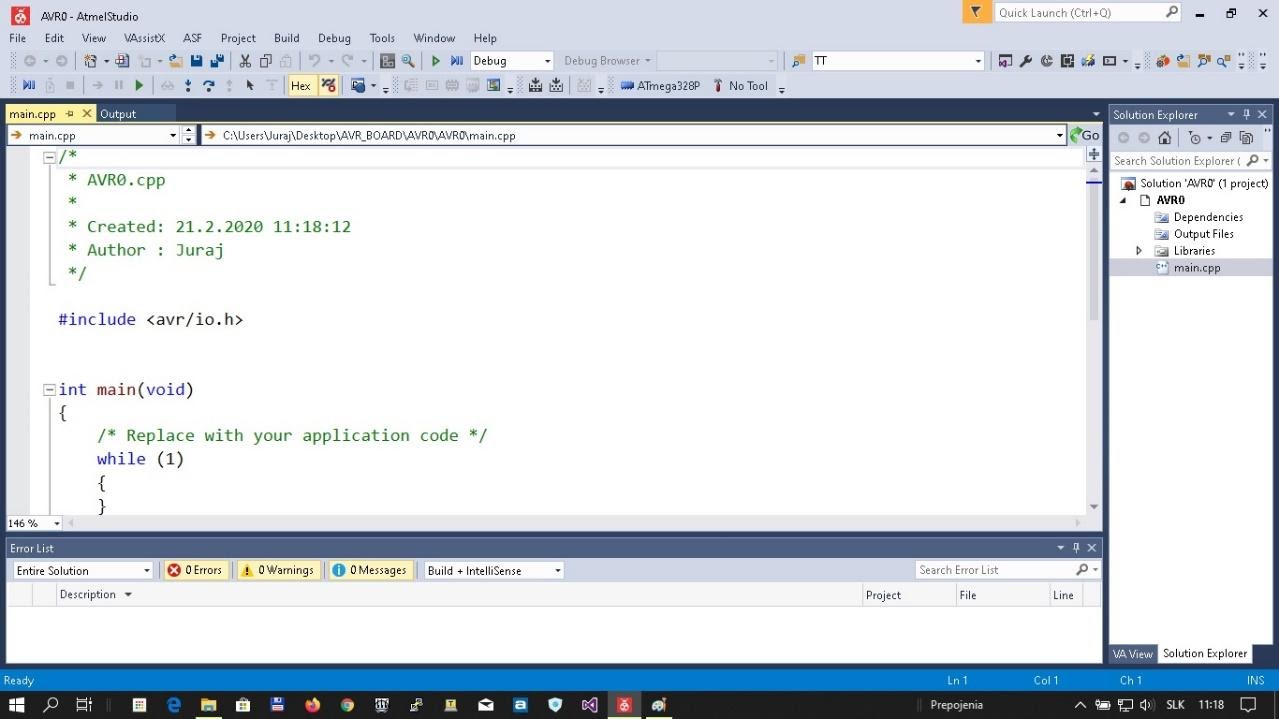 AVR0 - AtmelStudio
Quick Launch (Ctrl+Q)
File Edit View VAssistX ASF Project Build Debug Tools Window Help
Debug Debug Browser TT
Hex ATmega328P No Tool
main.cpp Output
main.cpp C:\Users\Juraj\Desktop\AVR_BOARD\AVR0\AVR0\main.cpp Go
/*
* AVR0.cpp
*
* Created: 21.2.2020 11:18:12
* Author : Juraj
*/
#include <avr/io.h>
int main(void)
{
/* Replace with your application code */
while (1)
{
}
146 %
Solution Explorer
Search Solution Explorer (
Solution 'AVR0' (1 project)
AVR0
Dependencies
Output Files
Libraries
main.cpp
VA View Solution Explorer
Error List
Entire Solution 0 Errors 0 Warnings 0 Messages Build + IntelliSense Search Error List
Description Project File Line
Ready Ln 1 Col 1 Ch 1 INS
Prepojenia SLK 11:18